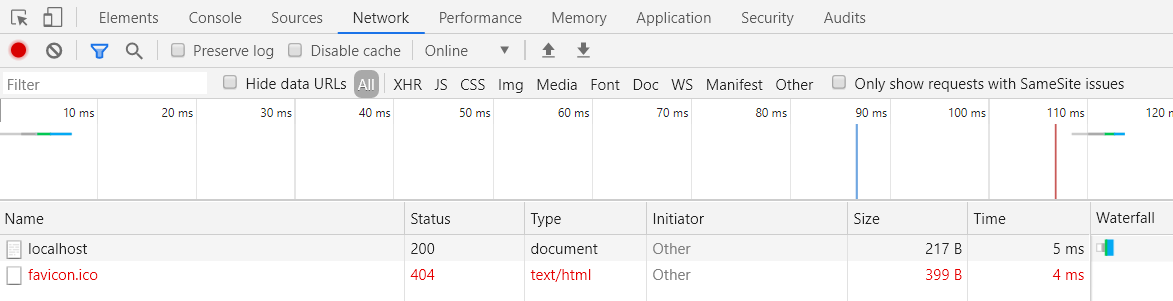 Elements Console Sources Network Performance Memory Application Security Audits
Preserve log Disable cache Online
Filter Hide data URLs All XHR JS CSS Img Media Font Doc WS Manifest Other Only show requests with SameSite issues
10 ms 20 ms 30 ms 40 ms 50 ms 60 ms 70 ms 80 ms 90 ms 100 ms 110 ms 120 m
Name Status Type Initiator Size Time Waterfall
localhost 200 document Other 217 B 5 ms
favicon.ico 404 text/html Other 399 B 4 ms